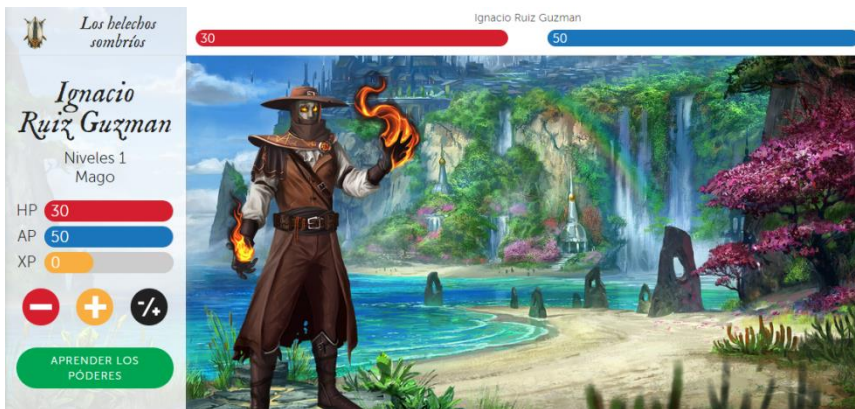 Los helechos
sombríos
Ignacio
Ruiz Guzman
Niveles 1
Mago
HP 30
AP 50
XP 0
-/+
APRENDER LOS
PÓDERES
Ignacio Ruiz Guzman
30
50